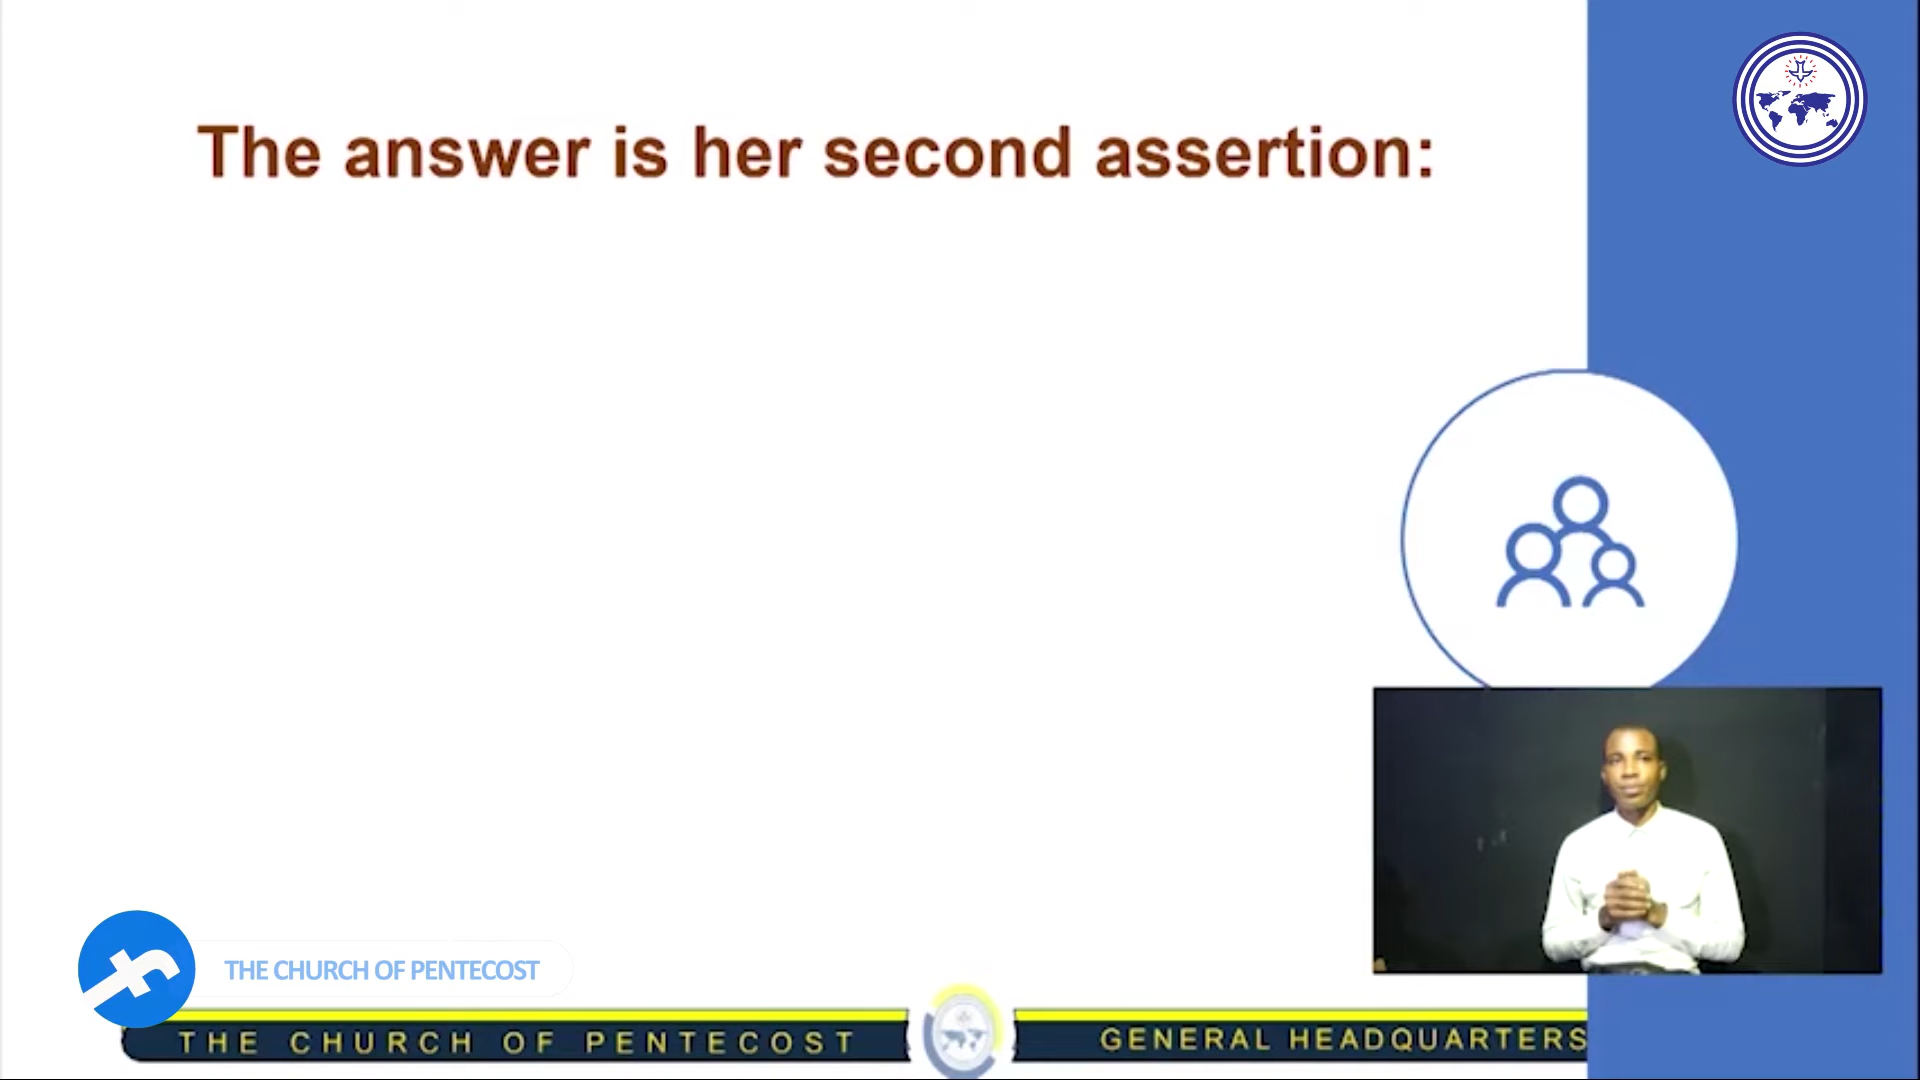 The answer is her second assertion:
THE CHURCH OF PENTECOST
THE CHURCH OF PENTECOST
GENERAL HEADQUARTERS